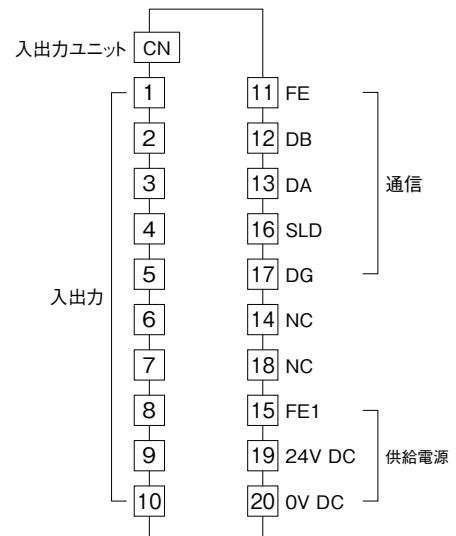 入出力ユニット CN
1 11 FE
2 12 DB
3 13 DA 通信
4 16 SLD
5 17 DG
入出力
6 14 NC
7 18 NC
8 15 FE1
9 19 24V DC 供給電源
10 20 0V DC